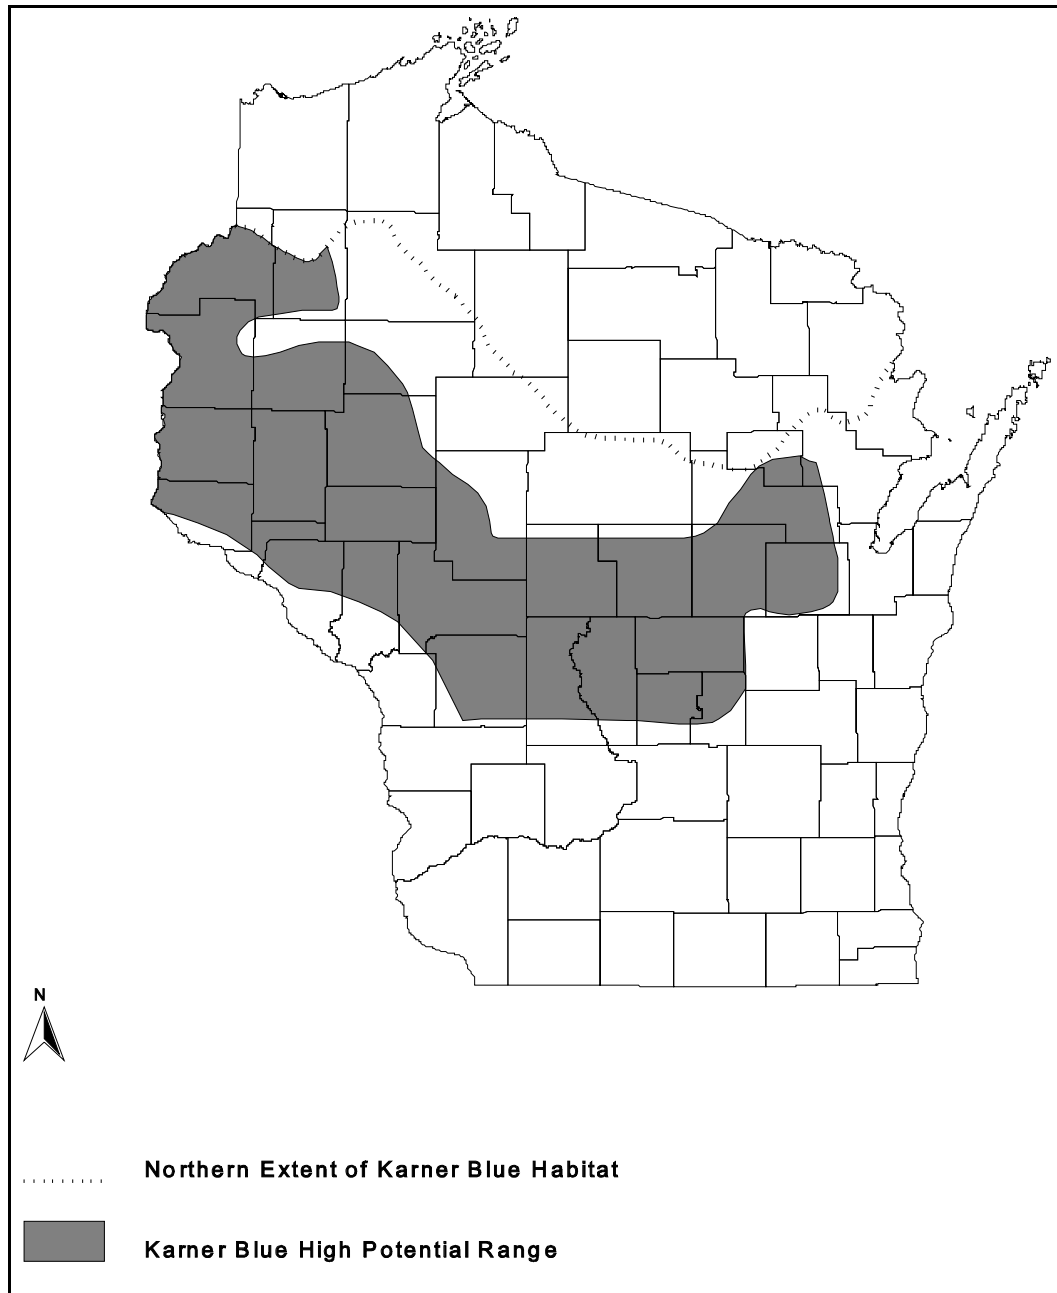 N
Northern Extent of Karner Blue Habitat
Karner Blue High Potential Range